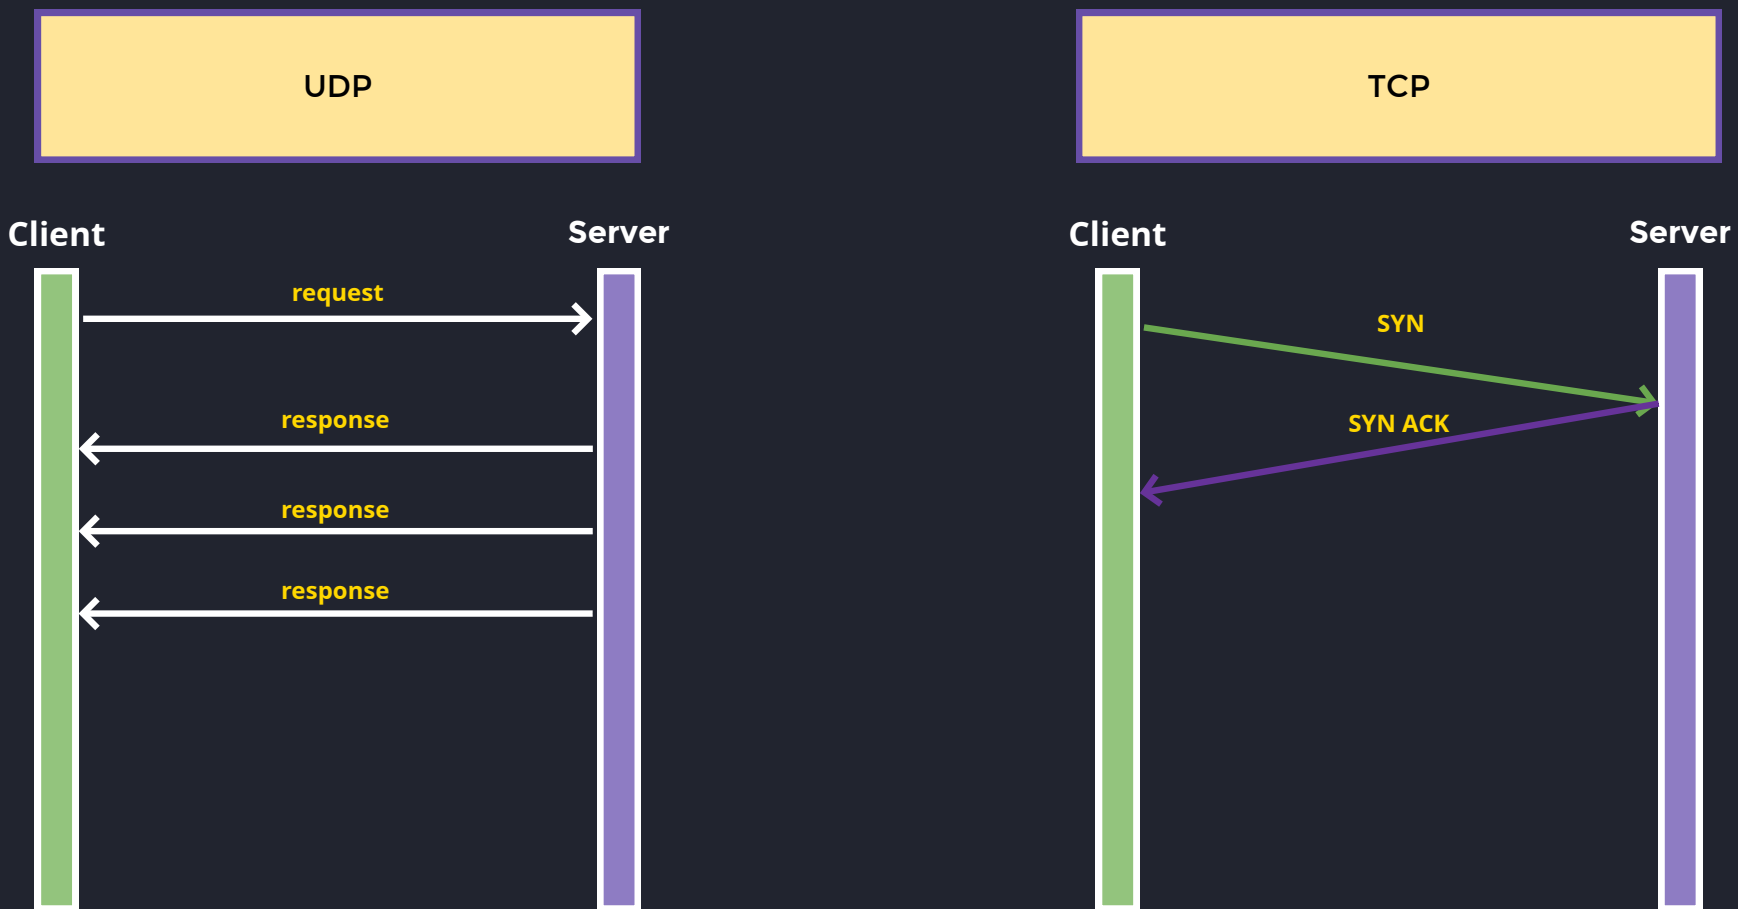 UDP
TCP
Client
Server
request
response
response
response
Client
Server
SYN
SYN ACK